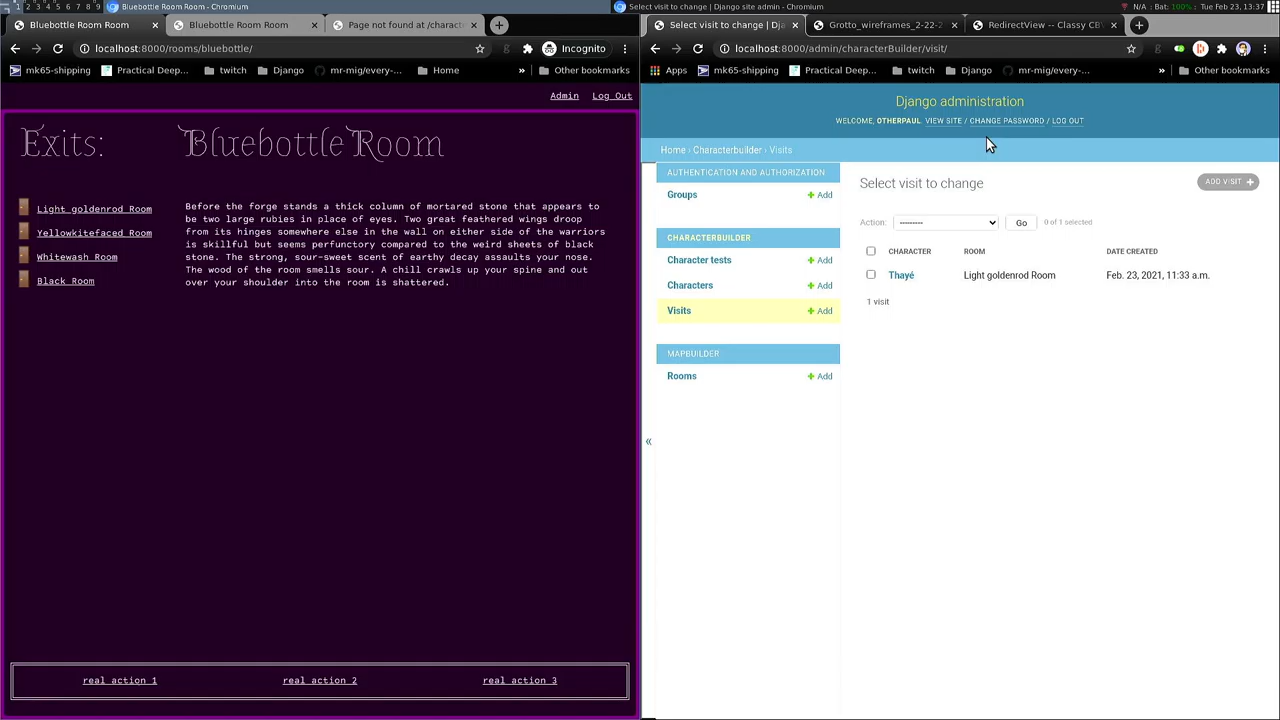 1 2 3 4 5 6 7 8 9 Bluebottle Room Room - Chromium
Select visit to change | Django site admin - Chromium
N/A | Bat: 100% | Tue Feb 23, 13:37
Bluebottle Room Room
Bluebottle Room Room
Page not found at /charact
localhost:8000/rooms/bluebottle/
Incognito
mk65-shipping
Practical Deep...
twitch
Django
mr-mig/every-...
Home
»
Other bookmarks
Admin
Log Out
Exits:
Bluebottle Room
Light goldenrod Room
Yellowkitefaced Room
Whitewash Room
Black Room
Before the forge stands a thick column of mortared stone that appears to
be two large rubies in place of eyes. Two great feathered wings droop
from its hinges somewhere else in the wall on either side of the warriors
is skillful but seems perfunctory compared to the weird sheets of black
stone. The strong, sour-sweet scent of earthy decay assaults your nose.
The wood of the room smells sour. A chill crawls up your spine and out
over your shoulder into the room is shattered.
real action 1
real action 2
real action 3
Select visit to change | Dja
Grotto_wireframes_2-22-2
RedirectView -- Classy CB
localhost:8000/admin/characterBuilder/visit/
Apps
mk65-shipping
Practical Deep...
twitch
Django
mr-mig/every-...
»
Other bookmarks
Django administration
WELCOME, OTHERPAUL. VIEW SITE / CHANGE PASSWORD / LOG OUT
Home › Characterbuilder › Visits
AUTHENTICATION AND AUTHORIZATION
Groups
+ Add
CHARACTERBUILDER
Character tests
+ Add
Characters
+ Add
Visits
+ Add
MAPBUILDER
Rooms
+ Add
«
Select visit to change
ADD VISIT +
Action:
---------
Go
0 of 1 selected
CHARACTER ROOM DATE CREATED
Thayé Light goldenrod Room Feb. 23, 2021, 11:33 a.m.
1 visit